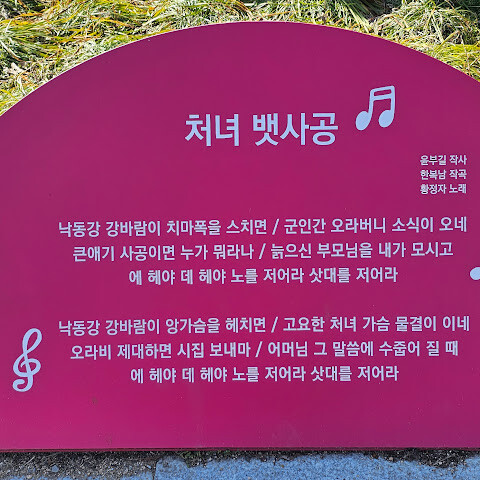 처녀 뱃사공
윤부길 작사
한복남 작곡
황정자 노래
낙동강 강바람이 치마폭을 스치면 / 군인간 오라버니 소식이 오네
큰애기 사공이면 누가 뭐라나 / 늙으신 부모님을 내가 모시고
에 헤야 데 헤야 노를 저어라 삿대를 저어라
낙동강 강바람이 앙가슴을 헤치면 / 고요한 처녀 가슴 물결이 이네
오라비 제대하면 시집 보내마 / 어머님 그 말씀에 수줍어 질 때
에 헤야 데 헤야 노를 저어라 삿대를 저어라